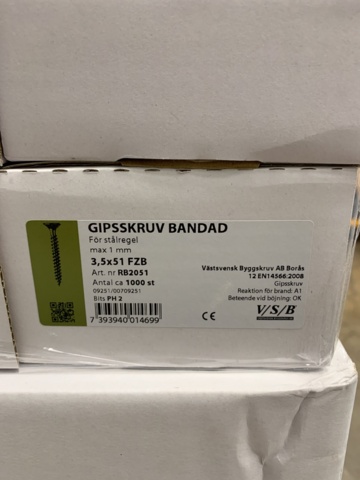 GIPSSKRUV BANDAD
För stålregel
max 1 mm
3,5x51 FZB
Art. nr RB2051
Antal ca 1000 st
09251/00709251
Bits PH 2
7 393940 014699
Västsvensk Byggskruv AB Borås
12 EN14566:2008
Gipsskruv
Reaktion för brand: A1
Beteende vid böjning: OK
CE
V/S/B